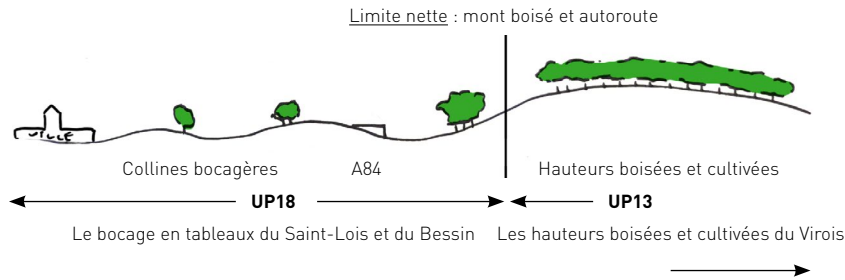 Limite nette : mont boisé et autoroute
VILLE
Collines bocagères A84 Hauteurs boisées et cultivées
UP18 UP13
Le bocage en tableaux du Saint-Lois et du Bessin Les hauteurs boisées et cultivées du Virois